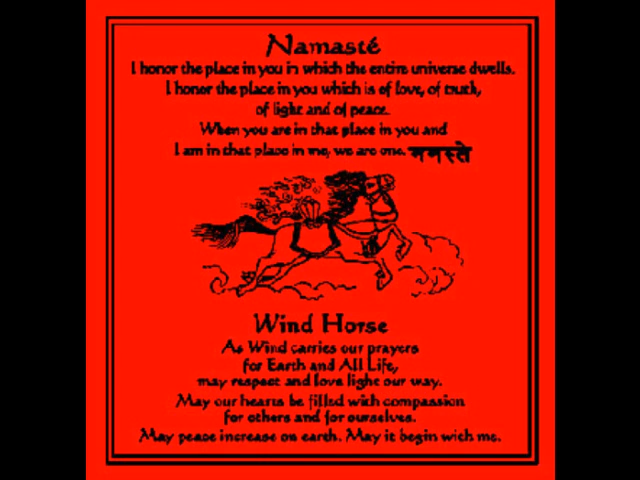 Namasté
I honor the place in you in which the entire universe dwells.
I honor the place in you which is of love, of truth,
of light and of peace.
When you are in that place in you and
I am in that place in me, we are one. नमस्ते
Wind Horse
As Wind carries our prayers
for Earth and All Life,
may respect and love light our way.
May our hearts be filled with compassion
for others and for ourselves.
May peace increase on earth. May it begin with me.